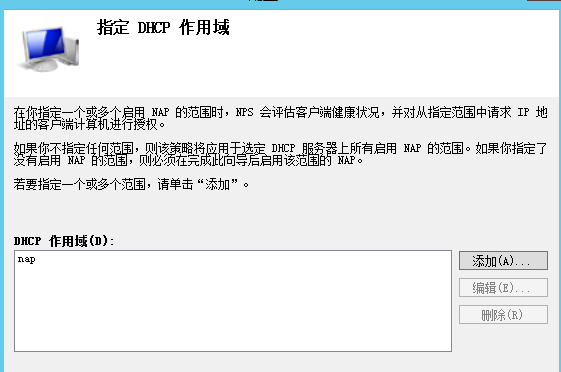 指定 DHCP 作用域
在你指定一个或多个启用 NAP 的范围时，NPS 会评估客户端健康状况，并对从指定范围中请求 IP 地
址的客户端计算机进行授权。
如果你不指定任何范围，则该策略将应用于选定 DHCP 服务器上所有启用 NAP 的范围。如果你指定了
没有启用 NAP 的范围，则必须在完成此向导后启用该范围的 NAP。
若要指定一个或多个范围，请单击“添加”。
DHCP 作用域(D):
nap
添加(A)...
编辑(E)...
删除(R)